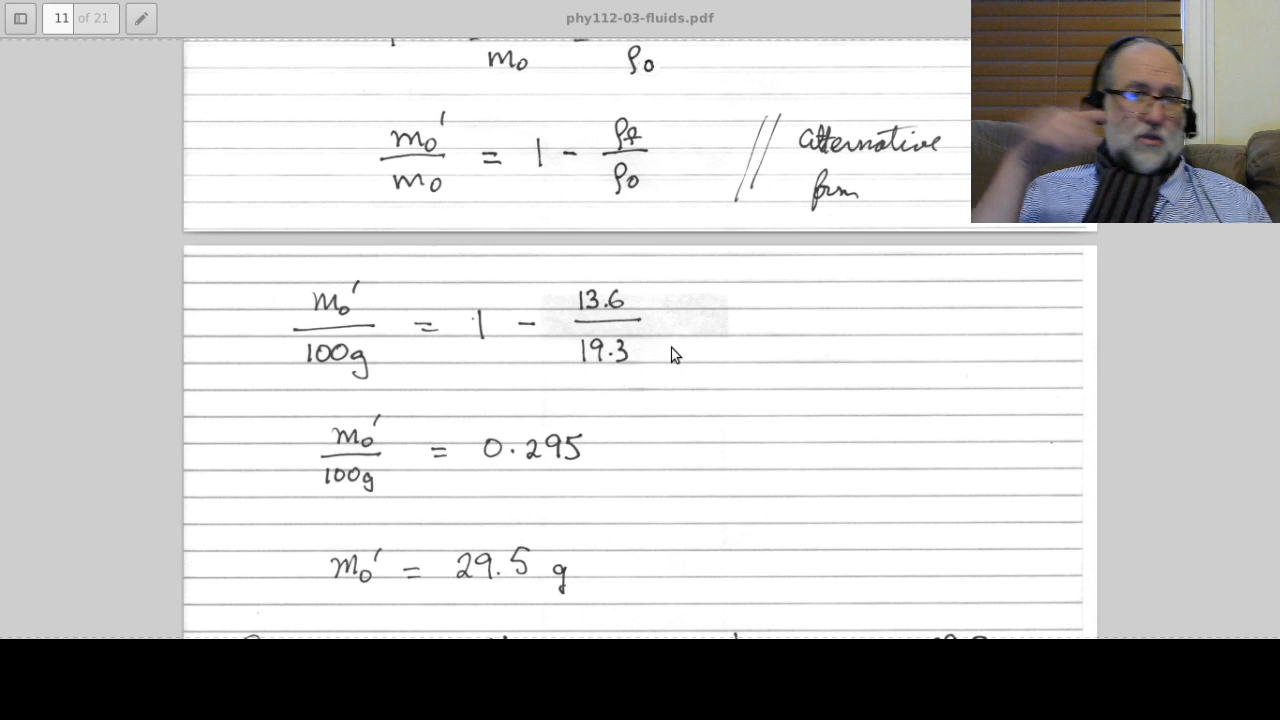 11 of 21
phy112-03-fluids.pdf
m₀ ρ₀
m₀′/m₀ = 1 - ρf/ρ₀ // alternative form
m₀′/100g = 1 - 13.6/19.3
m₀′/100g = 0.295
m₀′ = 29.5 g